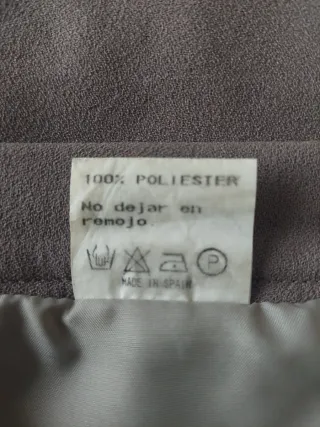 100% POLIESTER
No dejar en
remojo
P
MADE IN SPAIN